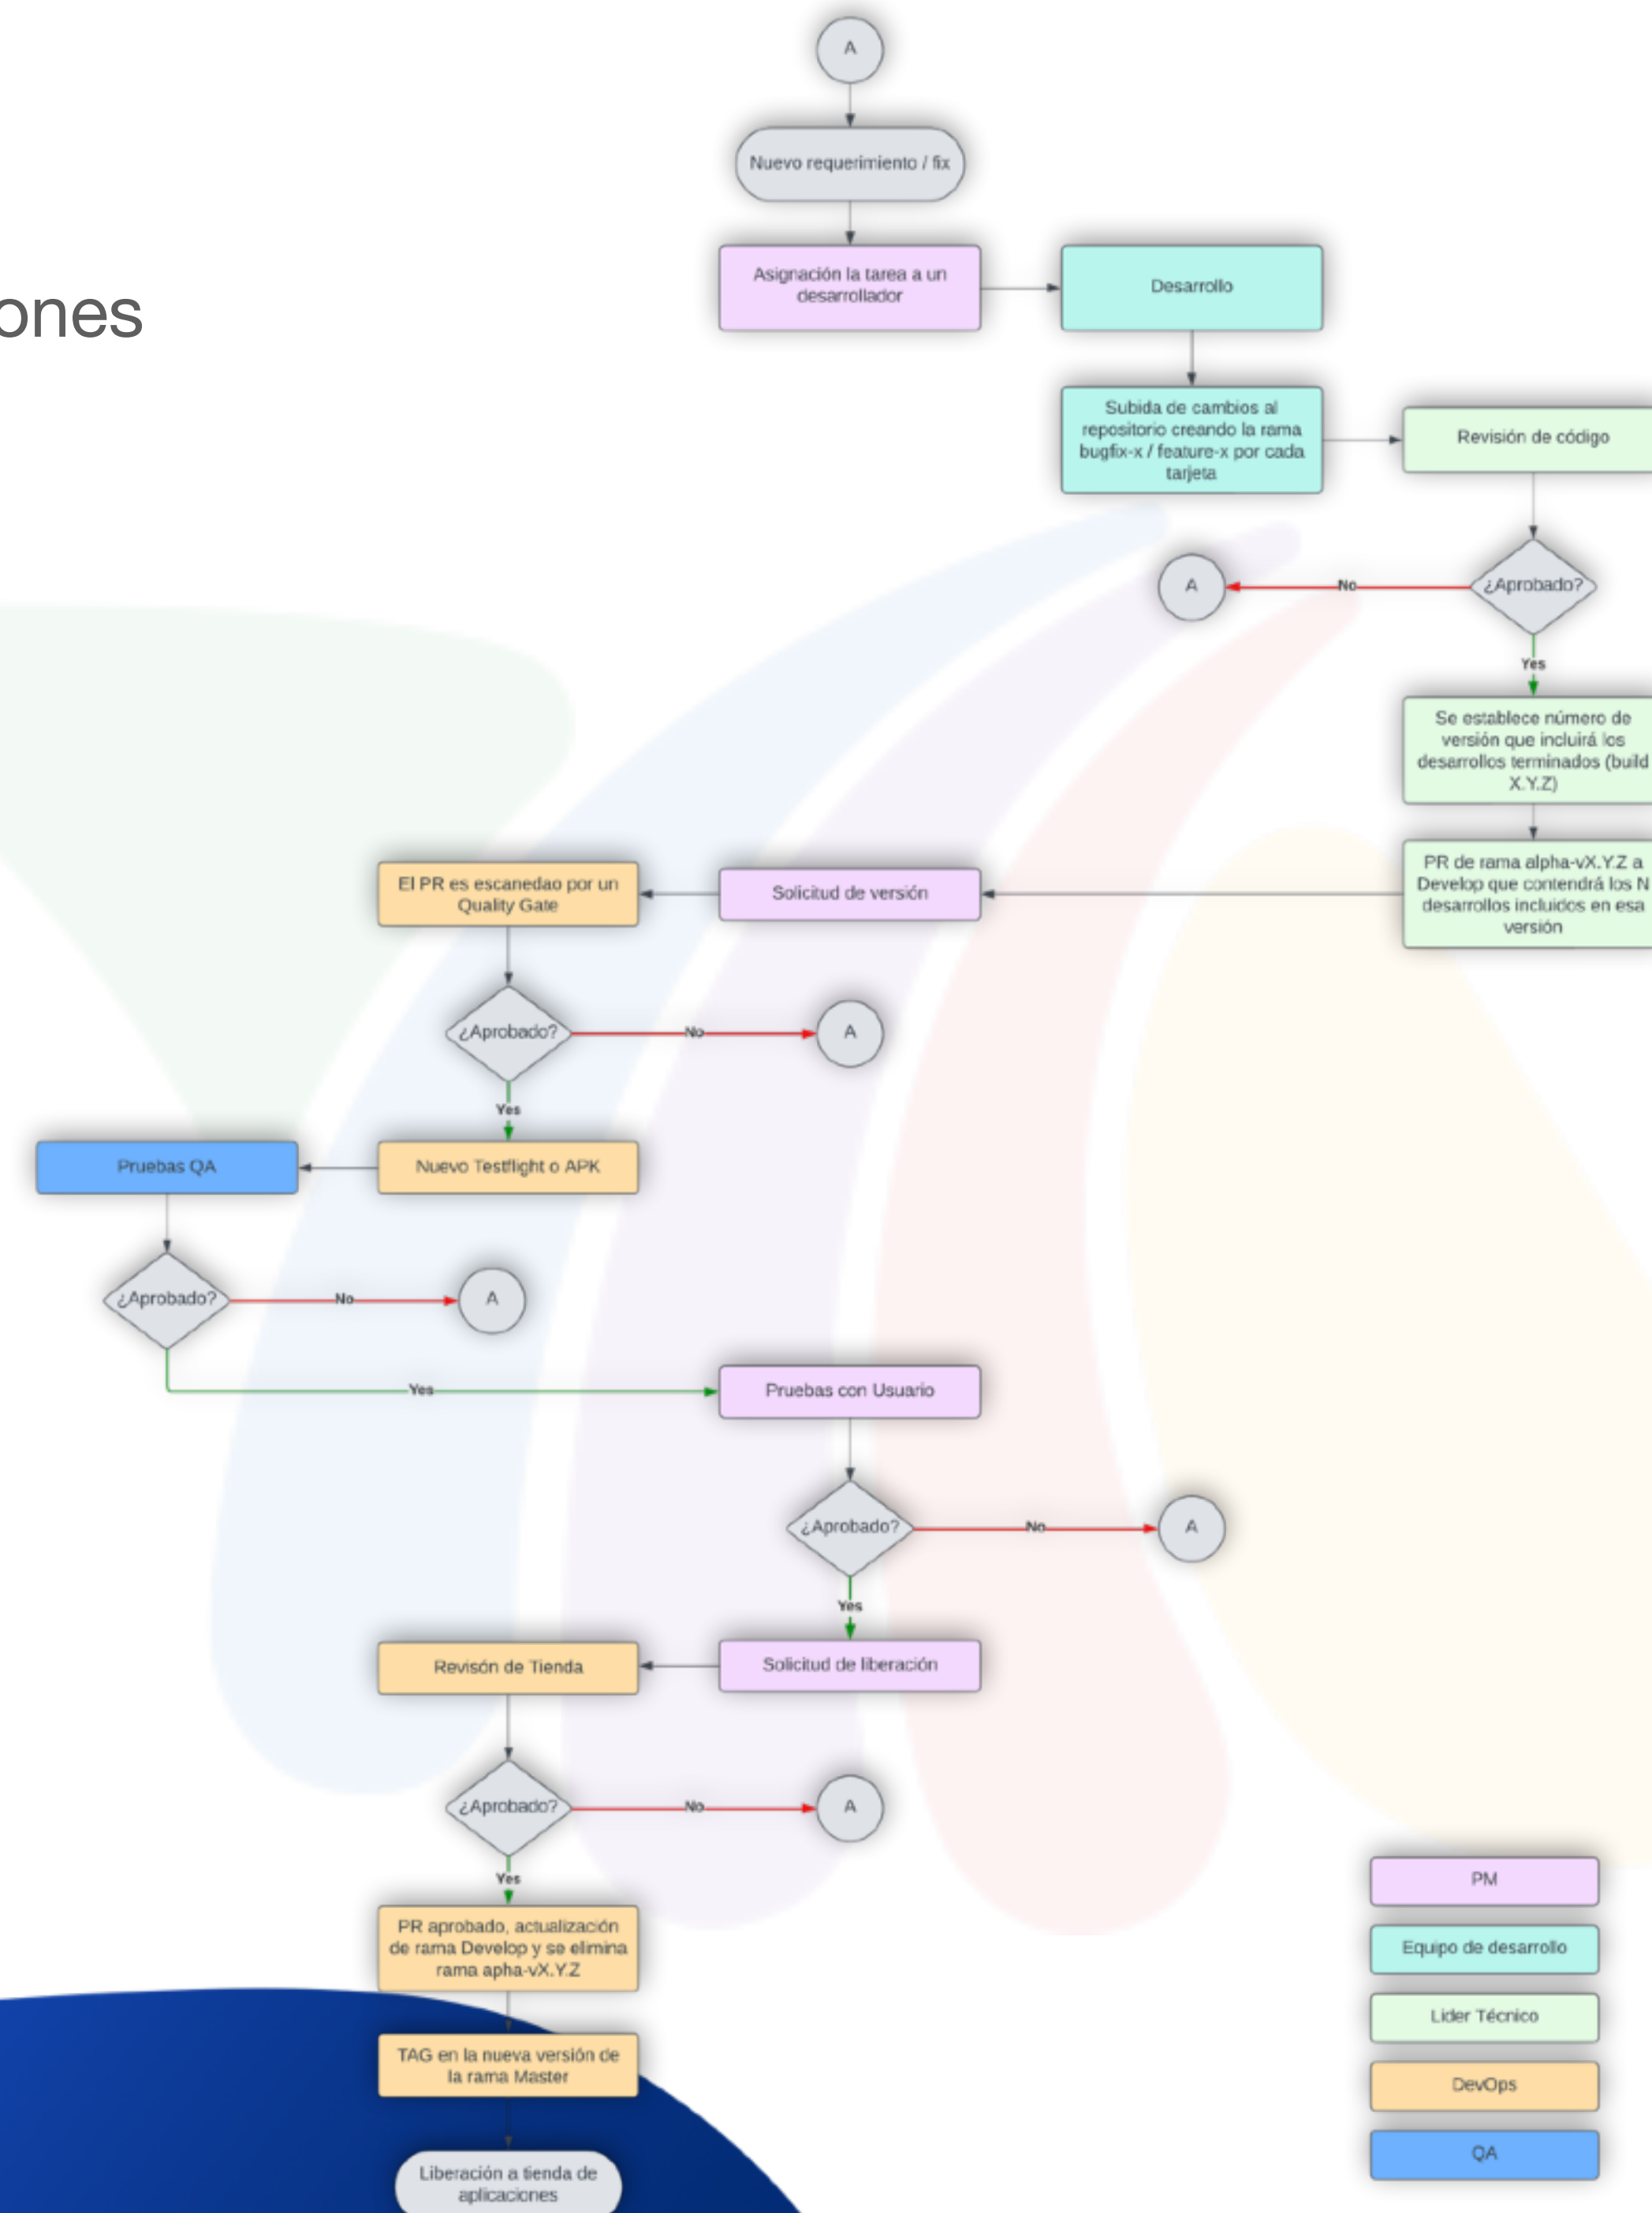 A
Nuevo requerimiento / fix
Asignación la tarea a un
desarrollador
Desarrollo
ones
Subida de cambios al
repositorio creando la rama
bugfix-x / feature-x por cada
tarjeta
Revisión de código
¿Aprobado?
No
A
Yes
Se establece número de
versión que incluirá los
desarrollos terminados (build
X.Y.Z)
PR de rama alpha-vX.Y.Z a
Develop que contendrá los N
desarrollos incluidos en esa
versión
Solicitud de versión
El PR es escanedao por un
Quality Gate
¿Aprobado?
No
A
Yes
Nuevo Testflight o APK
Pruebas QA
¿Aprobado?
No
A
Yes
Pruebas con Usuario
¿Aprobado?
No
A
Yes
Solicitud de liberación
Revisón de Tienda
¿Aprobado?
No
A
Yes
PR aprobado, actualización
de rama Develop y se elimina
rama apha-vX.Y.Z
TAG en la nueva versión de
la rama Master
Liberación a tienda de
aplicaciones
PM
Equipo de desarrollo
Lider Técnico
DevOps
QA